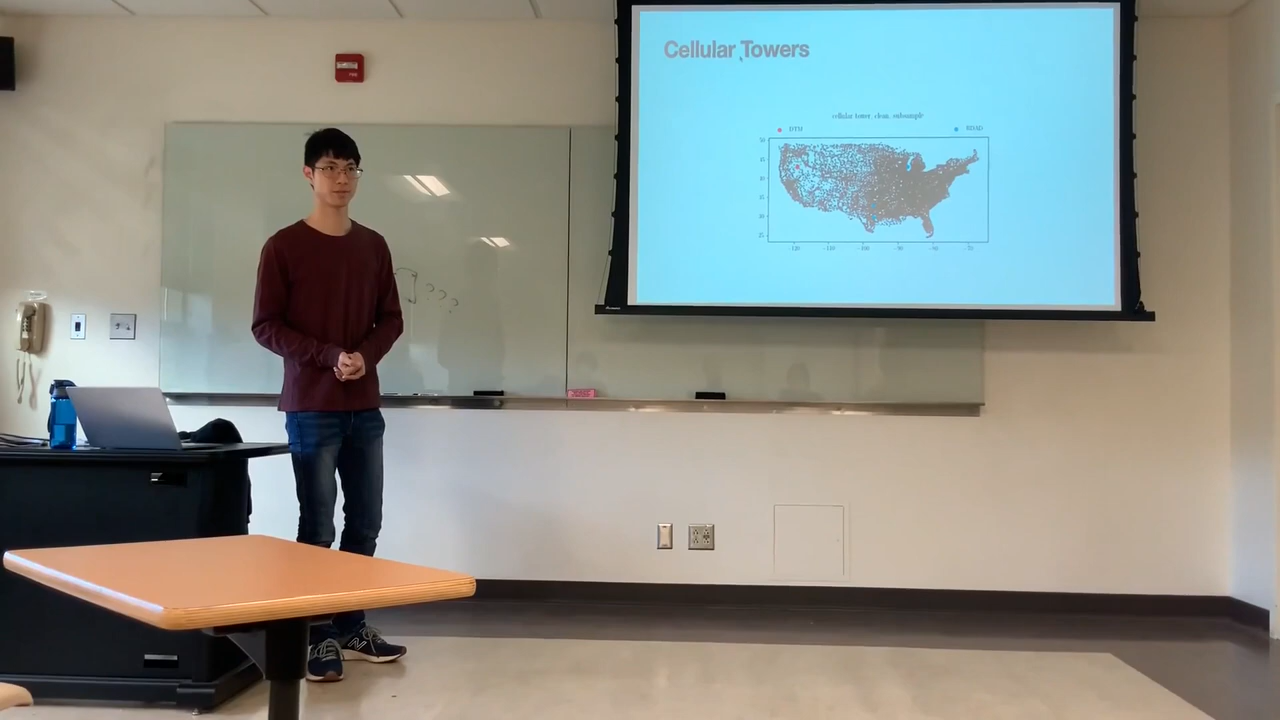 Cellular Towers
cellular tower, clean, subsample
DTM
50
45
40
35
30
25
-120
-110
-100
-90
-80
-70
? ? ?
N